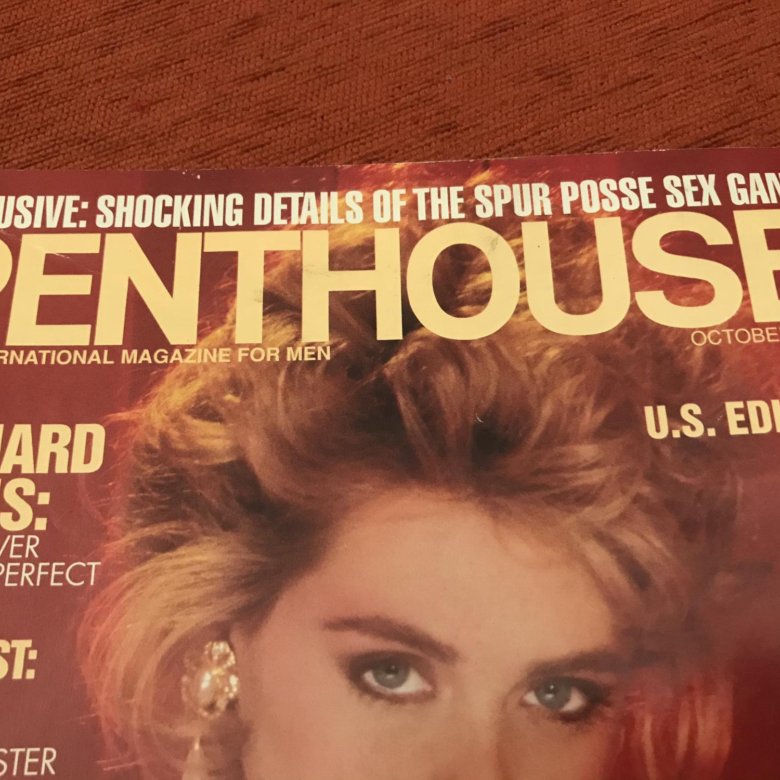 USIVE: SHOCKING DETAILS OF THE SPUR POSSE SEX GAN
PENTHOUSE
RNATIONAL MAGAZINE FOR MEN
OCTOBE
U.S. EDI
HARD
S:
VER
PERFECT
ST:
STER